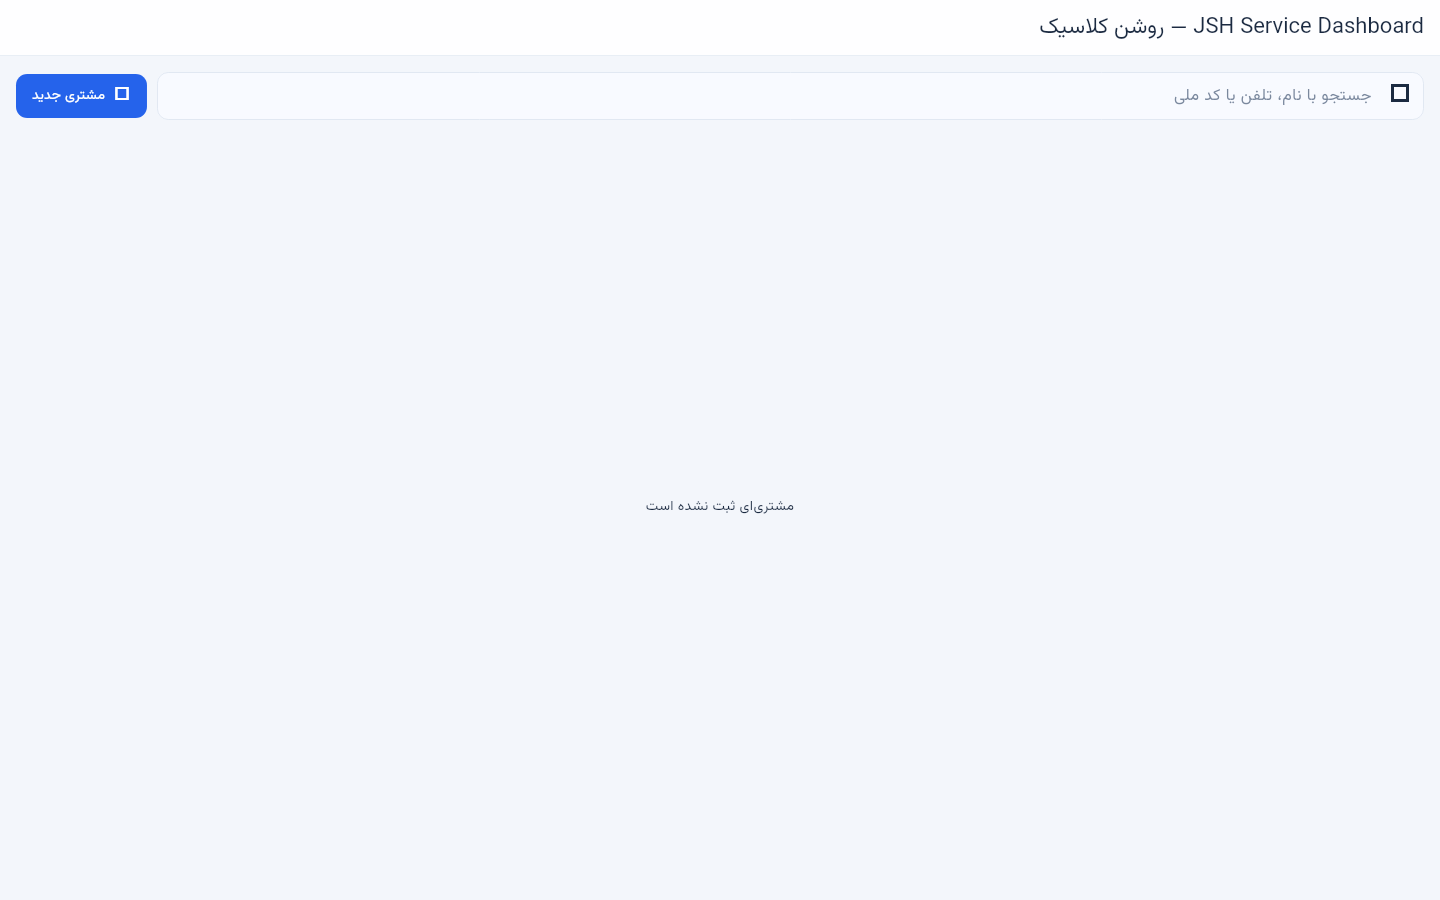 JSH Service Dashboard — روشن کلاسیک
جستجو با نام، تلفن یا کد ملی
مشتری جدید
مشتری‌ای ثبت نشده است